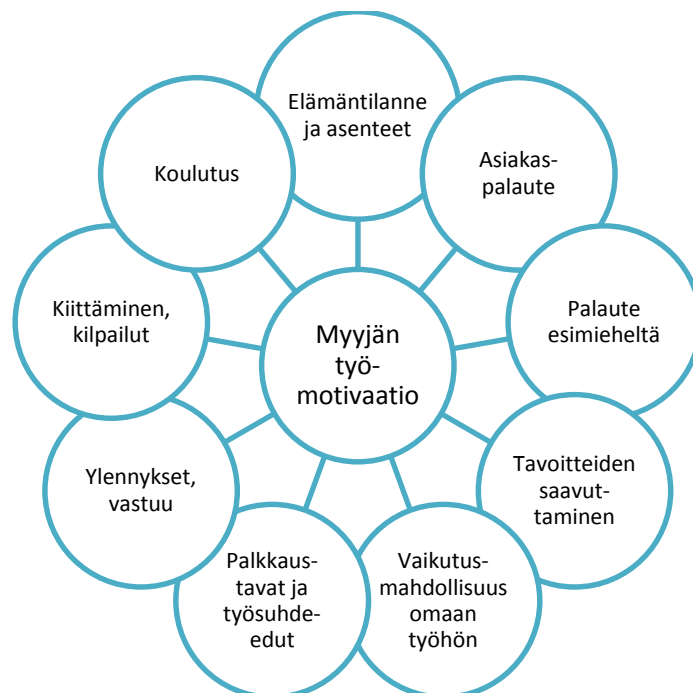 Elämäntilanne
ja asenteet
Asiakas-
palaute
Palaute
esimieheltä
Tavoitteiden
saavut-
taminen
Vaikutus-
mahdollisuus
omaan
työhön
Palkkaus-
tavat ja
työsuhde-
edut
Ylennykset,
vastuu
Kiittäminen,
kilpailut
Koulutus
Myyjän
työ-
motivaatio